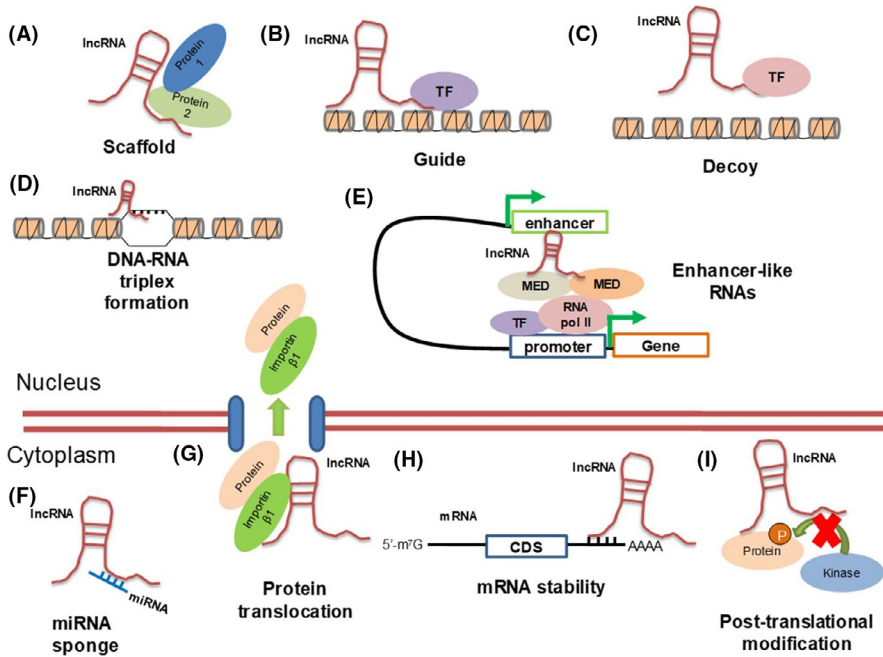 (A)
lncRNA
Protein
1
Protein
2
Scaffold
(B)
lncRNA
TF
Guide
(C)
lncRNA
TF
Decoy
(D)
lncRNA
DNA-RNA
triplex
formation
(E)
enhancer
lncRNA
MED
MED
TF
RNA
pol II
promoter
Gene
Enhancer-like
RNAs
Protein
Importin
β1
Nucleus
Cytoplasm
(F)
lncRNA
miRNA
miRNA
sponge
(G)
Protein
Importin
β1
lncRNA
Protein
translocation
(H)
lncRNA
mRNA
5'-m⁷G
CDS
AAAA
mRNA stability
(I)
lncRNA
P
Protein
Kinase
Post-translational
modification